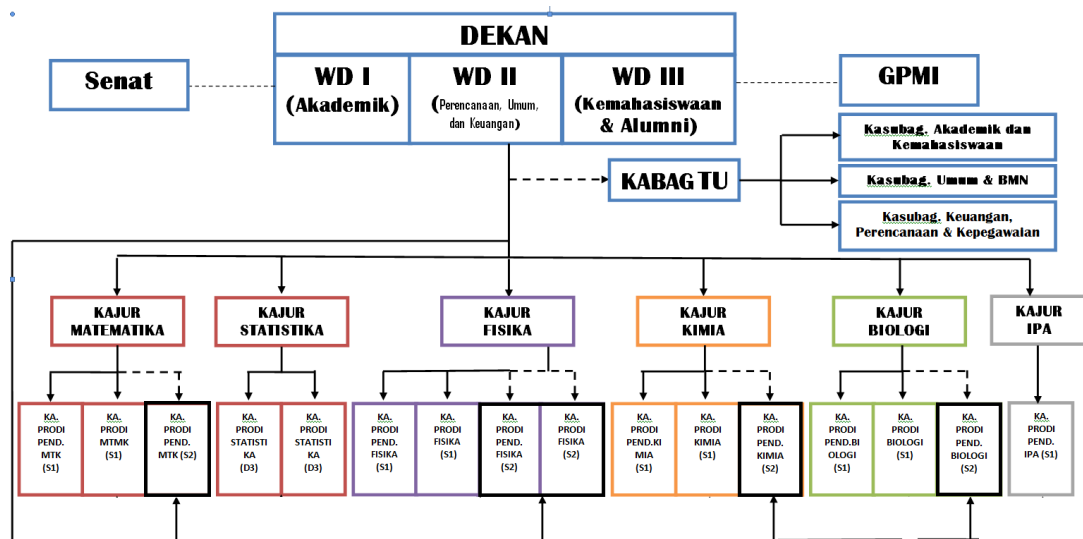 DEKAN
Senat
WD I
(Akademik)
WD II
(Perencanaan, Umum,
dan Keuangan)
WD III
(Kemahasiswaan
& Alumni)
GPMI
Kasubag. Akademik dan
Kemahasiswaan
KABAG TU
Kasubag. Umum & BMN
Kasubag. Keuangan,
Perencanaan & Kepegawaian
KAJUR
MATEMATIKA
KAJUR
STATISTIKA
KAJUR
FISIKA
KAJUR
KIMIA
KAJUR
BIOLOGI
KAJUR
IPA
KA.
PRODI
PEND.
MTK
(S1)
KA.
PRODI
MTMK
(S1)
KA.
PRODI
PEND.
MTK (S2)
KA.
PRODI
STATISTI
KA (D3)
KA.
PRODI
STATISTI
KA (D3)
KA.
PRODI
PEND.
FISIKA
(S1)
KA.
PRODI
FISIKA
(S1)
KA.
PRODI
PEND.
FISIKA
(S2)
KA.
PRODI
FISIKA
(S2)
KA.
PRODI
PEND.KI
MIA
(S1)
KA.
PRODI
KIMIA
(S1)
KA.
PRODI
PEND.
KIMIA
(S2)
KA.
PRODI
PEND.BI
OLOGI
(S1)
KA.
PRODI
BIOLOGI
(S1)
KA.
PRODI
PEND.
BIOLOGI
(S2)
KA.
PRODI
PEND.
IPA (S1)